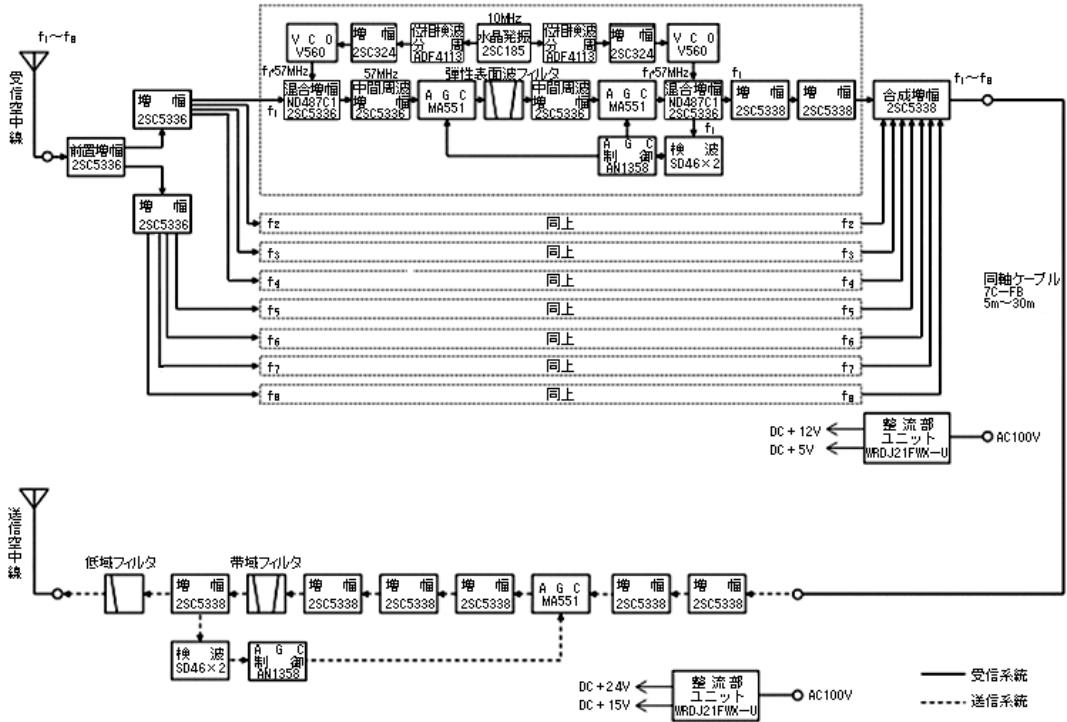 10MHz
f₁～f₈
受信空中線
V C O
V560
増 幅
2SC324
位相検波
分 周
ADF4113
水晶発振
2SC185
位相検波
分 周
ADF4113
増 幅
2SC324
V C O
V560
f₁+57MHz
57MHz
弾性表面波フィルタ
f₁+57MHz
f₁
f₁～f₈
増 幅
2SC5336
f₁
混合増幅
ND487C1
2SC5336
中間周波
増 幅
2SC5336
A G C
MA551
中間周波
増 幅
2SC5336
A G C
MA551
混合増幅
ND487C1
2SC5336
増 幅
2SC5338
増 幅
2SC5338
合成増幅
2SC5338
f₁
前置増幅
2SC5336
A G C
制 御
AN1358
検 波
SD46×2
増 幅
2SC5336
f₂ 同上 f₂
f₃ 同上 f₃
f₄ 同上 f₄
f₅ 同上 f₅
f₆ 同上 f₆
f₇ 同上 f₇
f₈ 同上 f₈
同軸ケーブル
7C－FB
5m～30m
DC＋12V
DC＋5V
整 流 部
ユニット
WRDJ21FWX－U
AC100V
送信空中線
低域フィルタ
帯域フィルタ
増 幅
2SC5338
増 幅
2SC5338
増 幅
2SC5338
増 幅
2SC5338
A G C
MA551
増 幅
2SC5338
増 幅
2SC5338
検 波
SD46×2
A G C
制 御
AN1358
DC＋24V
DC＋15V
整 流 部
ユニット
WRDJ21FWX－U
AC100V
受信系統
送信系統